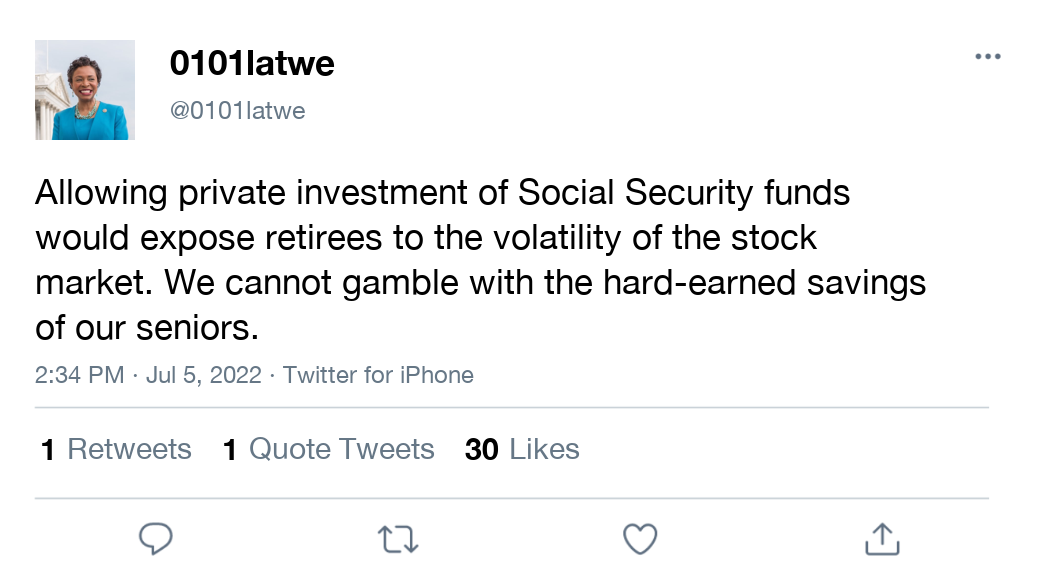 0101latwe
@0101latwe
Allowing private investment of Social Security funds
would expose retirees to the volatility of the stock
market. We cannot gamble with the hard-earned savings
of our seniors.
2:34 PM · Jul 5, 2022 · Twitter for iPhone
1 Retweets 1 Quote Tweets 30 Likes